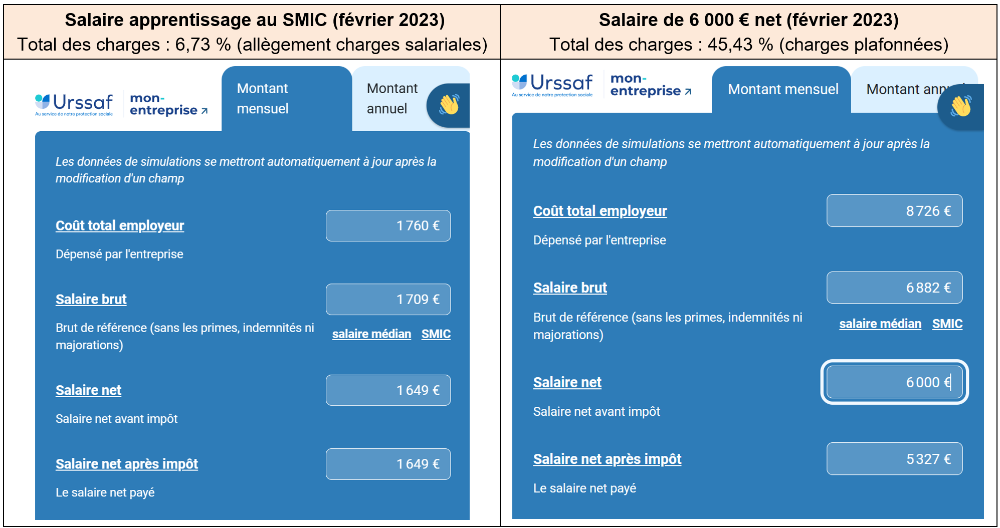 Salaire apprentissage au SMIC (février 2023)
Total des charges : 6,73 % (allègement charges salariales)
Salaire de 6 000 € net (février 2023)
Total des charges : 45,43 % (charges plafonnées)
Urssaf
Au service de notre protection sociale
mon-
entreprise
Montant
mensuel
Montant
annuel
Les données de simulations se mettront automatiquement à jour après la
modification d'un champ
Coût total employeur
1 760 €
Dépensé par l'entreprise
Salaire brut
1 709 €
Brut de référence (sans les primes, indemnités ni
majorations)
salaire médian SMIC
Salaire net
1 649 €
Salaire net avant impôt
Salaire net après impôt
1 649 €
Le salaire net payé
Urssaf
Au service de notre protection sociale
mon-
entreprise
Montant mensuel
Montant
Les données de simulations se mettront automatiquement à jour après la
modification d'un champ
Coût total employeur
8 726 €
Dépensé par l'entreprise
Salaire brut
6 882 €
Brut de référence (sans les primes, indemnités ni
majorations)
salaire médian SMIC
Salaire net
6 000 €
Salaire net avant impôt
Salaire net après impôt
5 327 €
Le salaire net payé